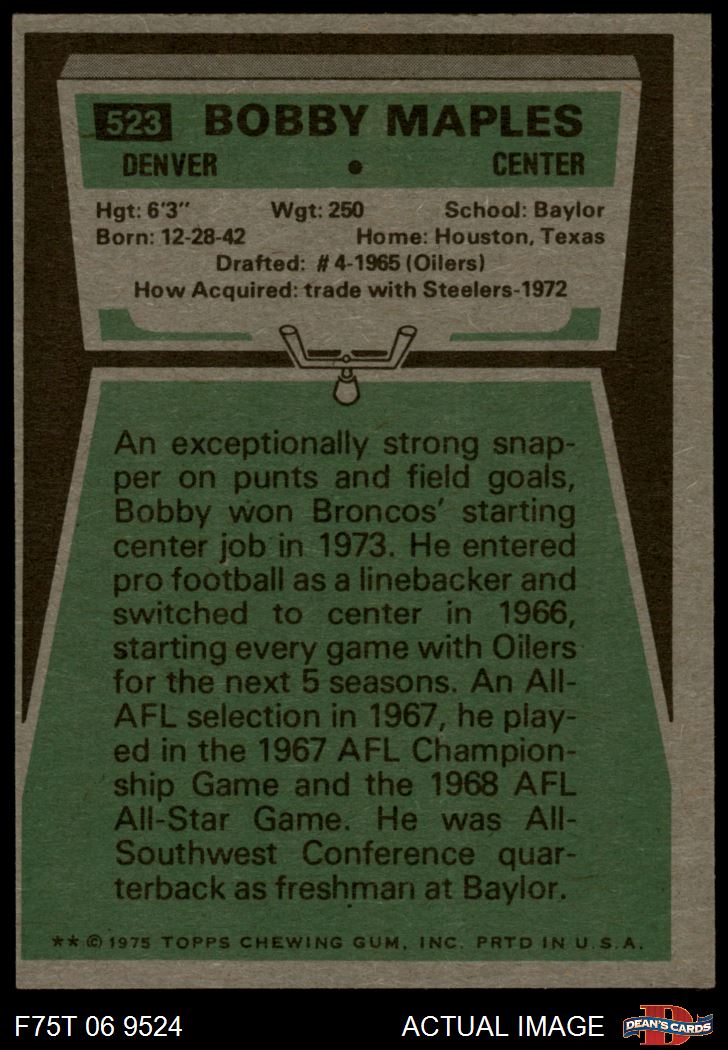 523 BOBBY MAPLES
DENVER • CENTER
Hgt: 6'3" Wgt: 250 School: Baylor
Born: 12-28-42 Home: Houston, Texas
Drafted: #4-1965 (Oilers)
How Acquired: trade with Steelers-1972
An exceptionally strong snap-
per on punts and field goals,
Bobby won Broncos' starting
center job in 1973. He entered
pro football as a linebacker and
switched to center in 1966,
starting every game with Oilers
for the next 5 seasons. An All-
AFL selection in 1967, he play-
ed in the 1967 AFL Champion-
ship Game and the 1968 AFL
All-Star Game. He was All-
Southwest Conference quar-
terback as freshman at Baylor.
** © 1975 TOPPS CHEWING GUM, INC. PRTD IN U.S.A.
F75T 06 9524 ACTUAL IMAGE D DEAN'S CARDS